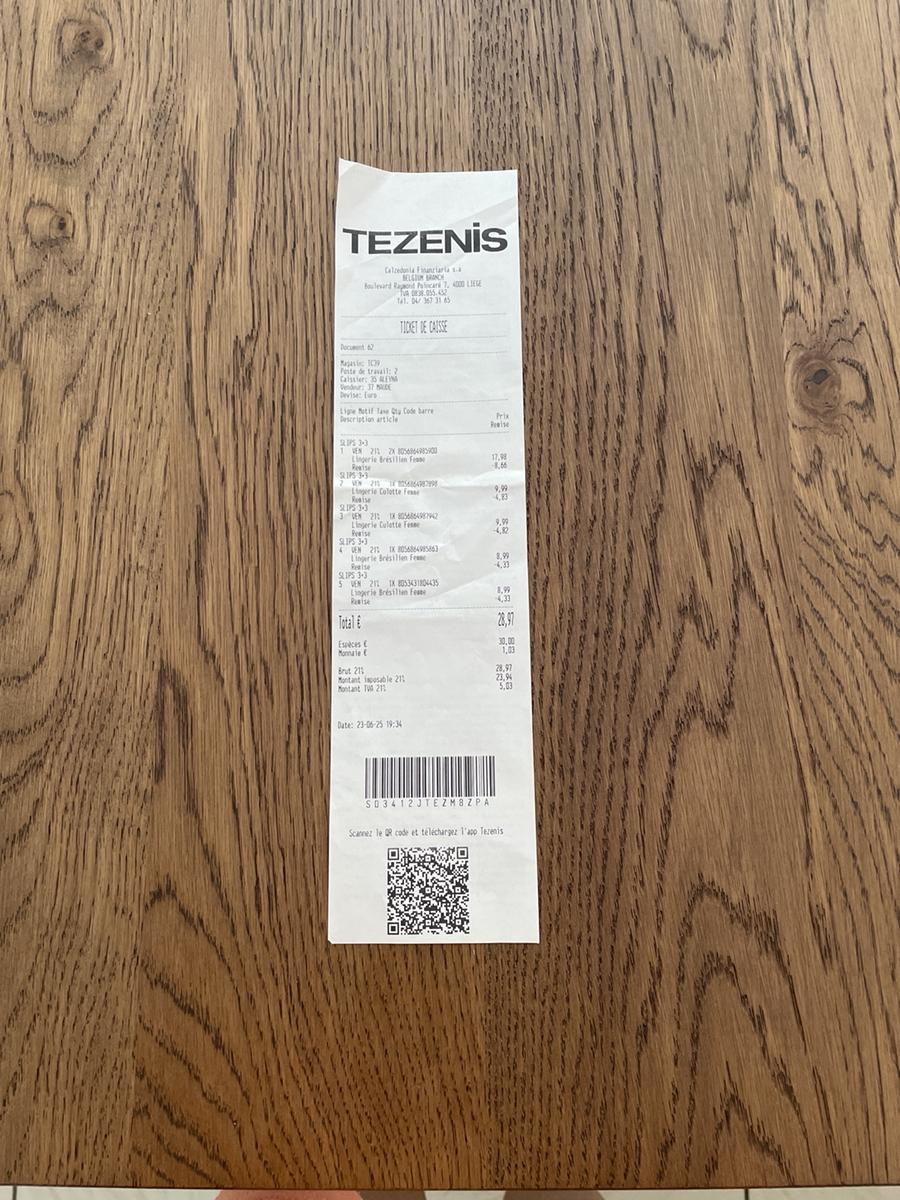 TEZENiS
Calzedonia Finanziaria s.a
BELGIUM BRANCH
Boulevard Raymond Poincaré 7, 4000 LIEGE
TVA 0838.055.452
Tél. 04/ 367 31 65
TICKET DE CAISSE
Document 62
Magasin: TC39
Poste de travail: 2
Caissier: 35 ALEYNA
Vendeur: 37 MAUDE
Devise: Euro
Ligne Motif Taxe Qty Code barre Prix
Description article Remise
SLIPS 3+3
1 VEN 21% 2X 8056864985900 17,98
Lingerie Brésilien Femme
Remise -8,66
SLIPS 3+3
2 VEN 21% 1X 8056864987898 9,99
Lingerie Culotte Femme
Remise -4,83
SLIPS 3+3
3 VEN 21% 1X 8056864987942 9,99
Lingerie Culotte Femme
Remise -4,82
SLIPS 3+3
4 VEN 21% 1X 8056864985863 8,99
Lingerie Brésilien Femme
Remise -4,33
SLIPS 3+3
5 VEN 21% 1X 8053431804435 8,99
Lingerie Brésilien Femme
Remise -4,33
Total € 28,97
Espèces € 30,00
Monnaie € 1,03
Brut 21% 28,97
Montant imposable 21% 23,94
Montant TVA 21% 5,03
Date: 23-06-25 19:34
S03412JTEZM8ZPA
Scannez le QR code et téléchargez l'app Tezenis